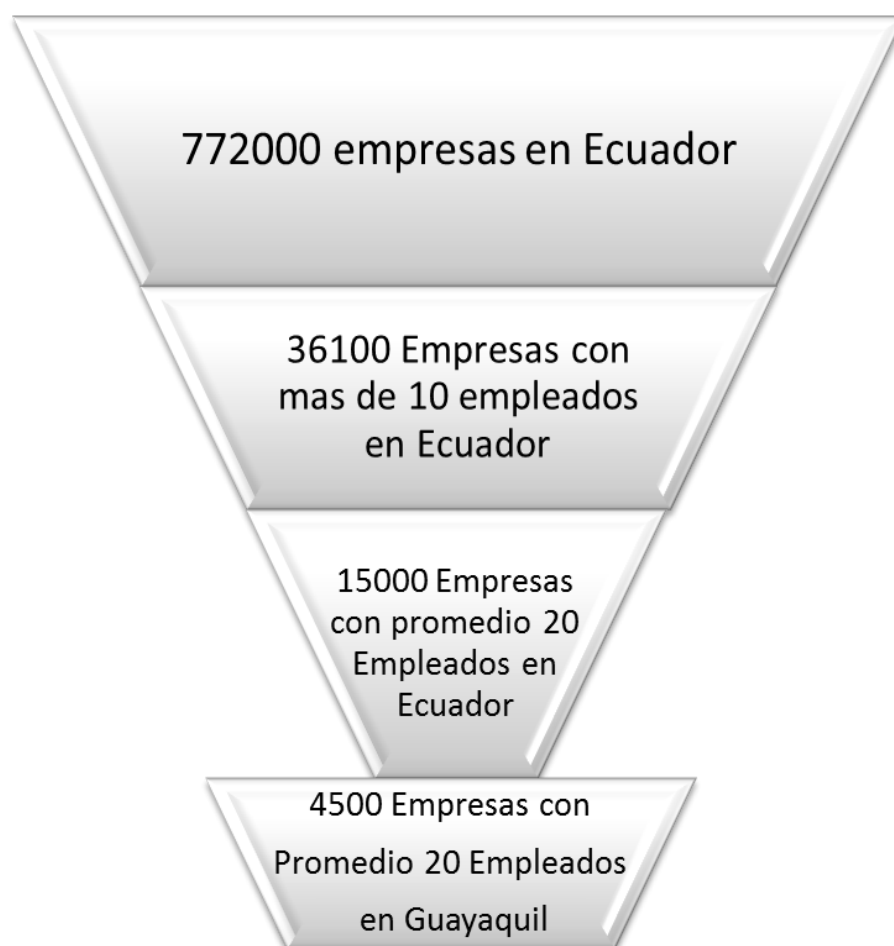 772000 empresas en Ecuador
36100 Empresas con
mas de 10 empleados
en Ecuador
15000 Empresas
con promedio 20
Empleados en
Ecuador
4500 Empresas con
Promedio 20 Empleados
en Guayaquil